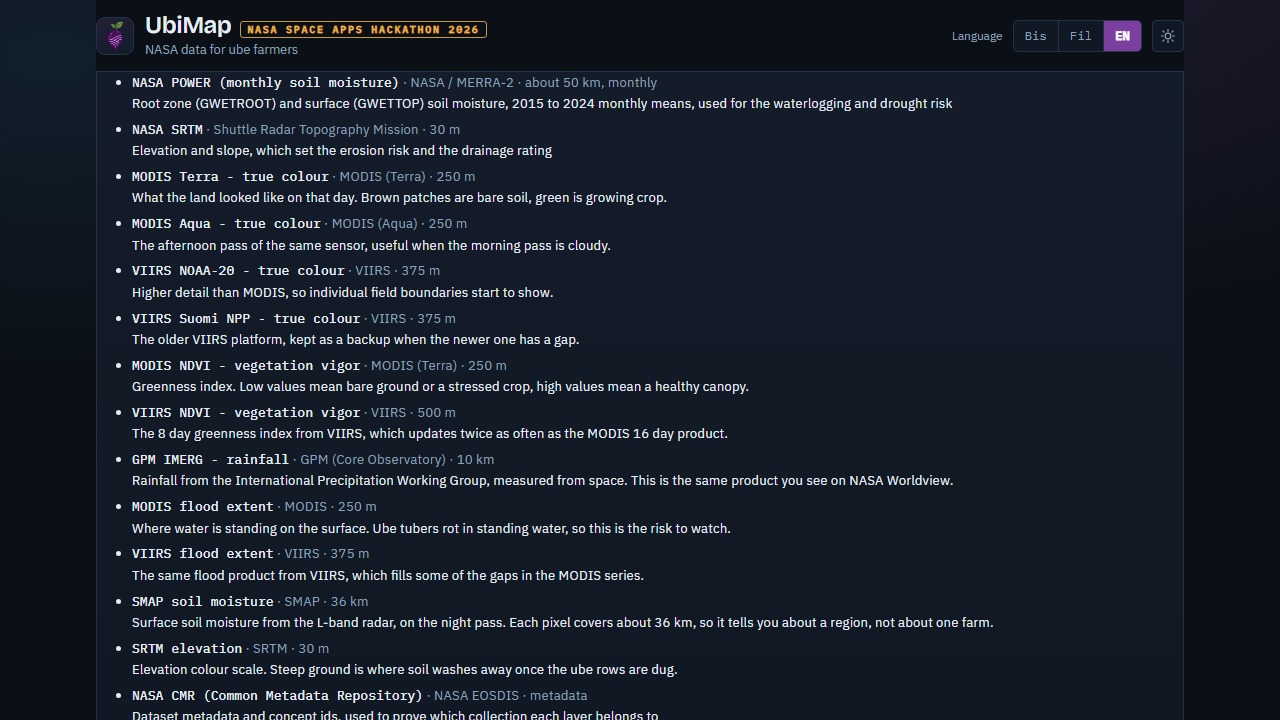 UbiMap
NASA SPACE APPS HACKATHON 2026
NASA data for ube farmers
Language
Bis
Fil
EN
NASA POWER (monthly soil moisture) · NASA / MERRA-2 · about 50 km, monthly
Root zone (GWETROOT) and surface (GWETTOP) soil moisture, 2015 to 2024 monthly means, used for the waterlogging and drought risk
NASA SRTM · Shuttle Radar Topography Mission · 30 m
Elevation and slope, which set the erosion risk and the drainage rating
MODIS Terra - true colour · MODIS (Terra) · 250 m
What the land looked like on that day. Brown patches are bare soil, green is growing crop.
MODIS Aqua - true colour · MODIS (Aqua) · 250 m
The afternoon pass of the same sensor, useful when the morning pass is cloudy.
VIIRS NOAA-20 - true colour · VIIRS · 375 m
Higher detail than MODIS, so individual field boundaries start to show.
VIIRS Suomi NPP - true colour · VIIRS · 375 m
The older VIIRS platform, kept as a backup when the newer one has a gap.
MODIS NDVI - vegetation vigor · MODIS (Terra) · 250 m
Greenness index. Low values mean bare ground or a stressed crop, high values mean a healthy canopy.
VIIRS NDVI - vegetation vigor · VIIRS · 500 m
The 8 day greenness index from VIIRS, which updates twice as often as the MODIS 16 day product.
GPM IMERG - rainfall · GPM (Core Observatory) · 10 km
Rainfall from the International Precipitation Working Group, measured from space. This is the same product you see on NASA Worldview.
MODIS flood extent · MODIS · 250 m
Where water is standing on the surface. Ube tubers rot in standing water, so this is the risk to watch.
VIIRS flood extent · VIIRS · 375 m
The same flood product from VIIRS, which fills some of the gaps in the MODIS series.
SMAP soil moisture · SMAP · 36 km
Surface soil moisture from the L-band radar, on the night pass. Each pixel covers about 36 km, so it tells you about a region, not about one farm.
SRTM elevation · SRTM · 30 m
Elevation colour scale. Steep ground is where soil washes away once the ube rows are dug.
NASA CMR (Common Metadata Repository) · NASA EOSDIS · metadata
Dataset metadata and concept ids, used to prove which collection each layer belongs to